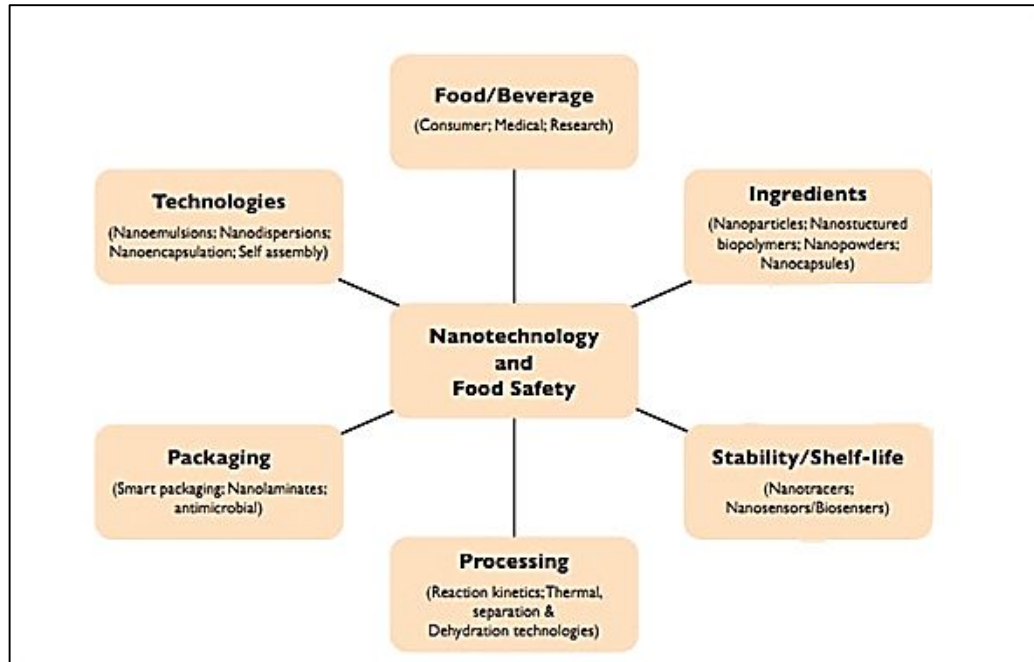 Food/Beverage
(Consumer; Medical; Research)
Technologies
(Nanoemulsions; Nanodispersions;
Nanoencapsulation; Self assembly)
Ingredients
(Nanoparticles; Nanostuctured
biopolymers; Nanopowders;
Nanocapsules)
Nanotechnology
and
Food Safety
Packaging
(Smart packaging; Nanolaminates;
antimicrobial)
Stability/Shelf-life
(Nanotracers;
Nanosensors/Biosensers)
Processing
(Reaction kinetics; Thermal,
separation &
Dehydration technologies)